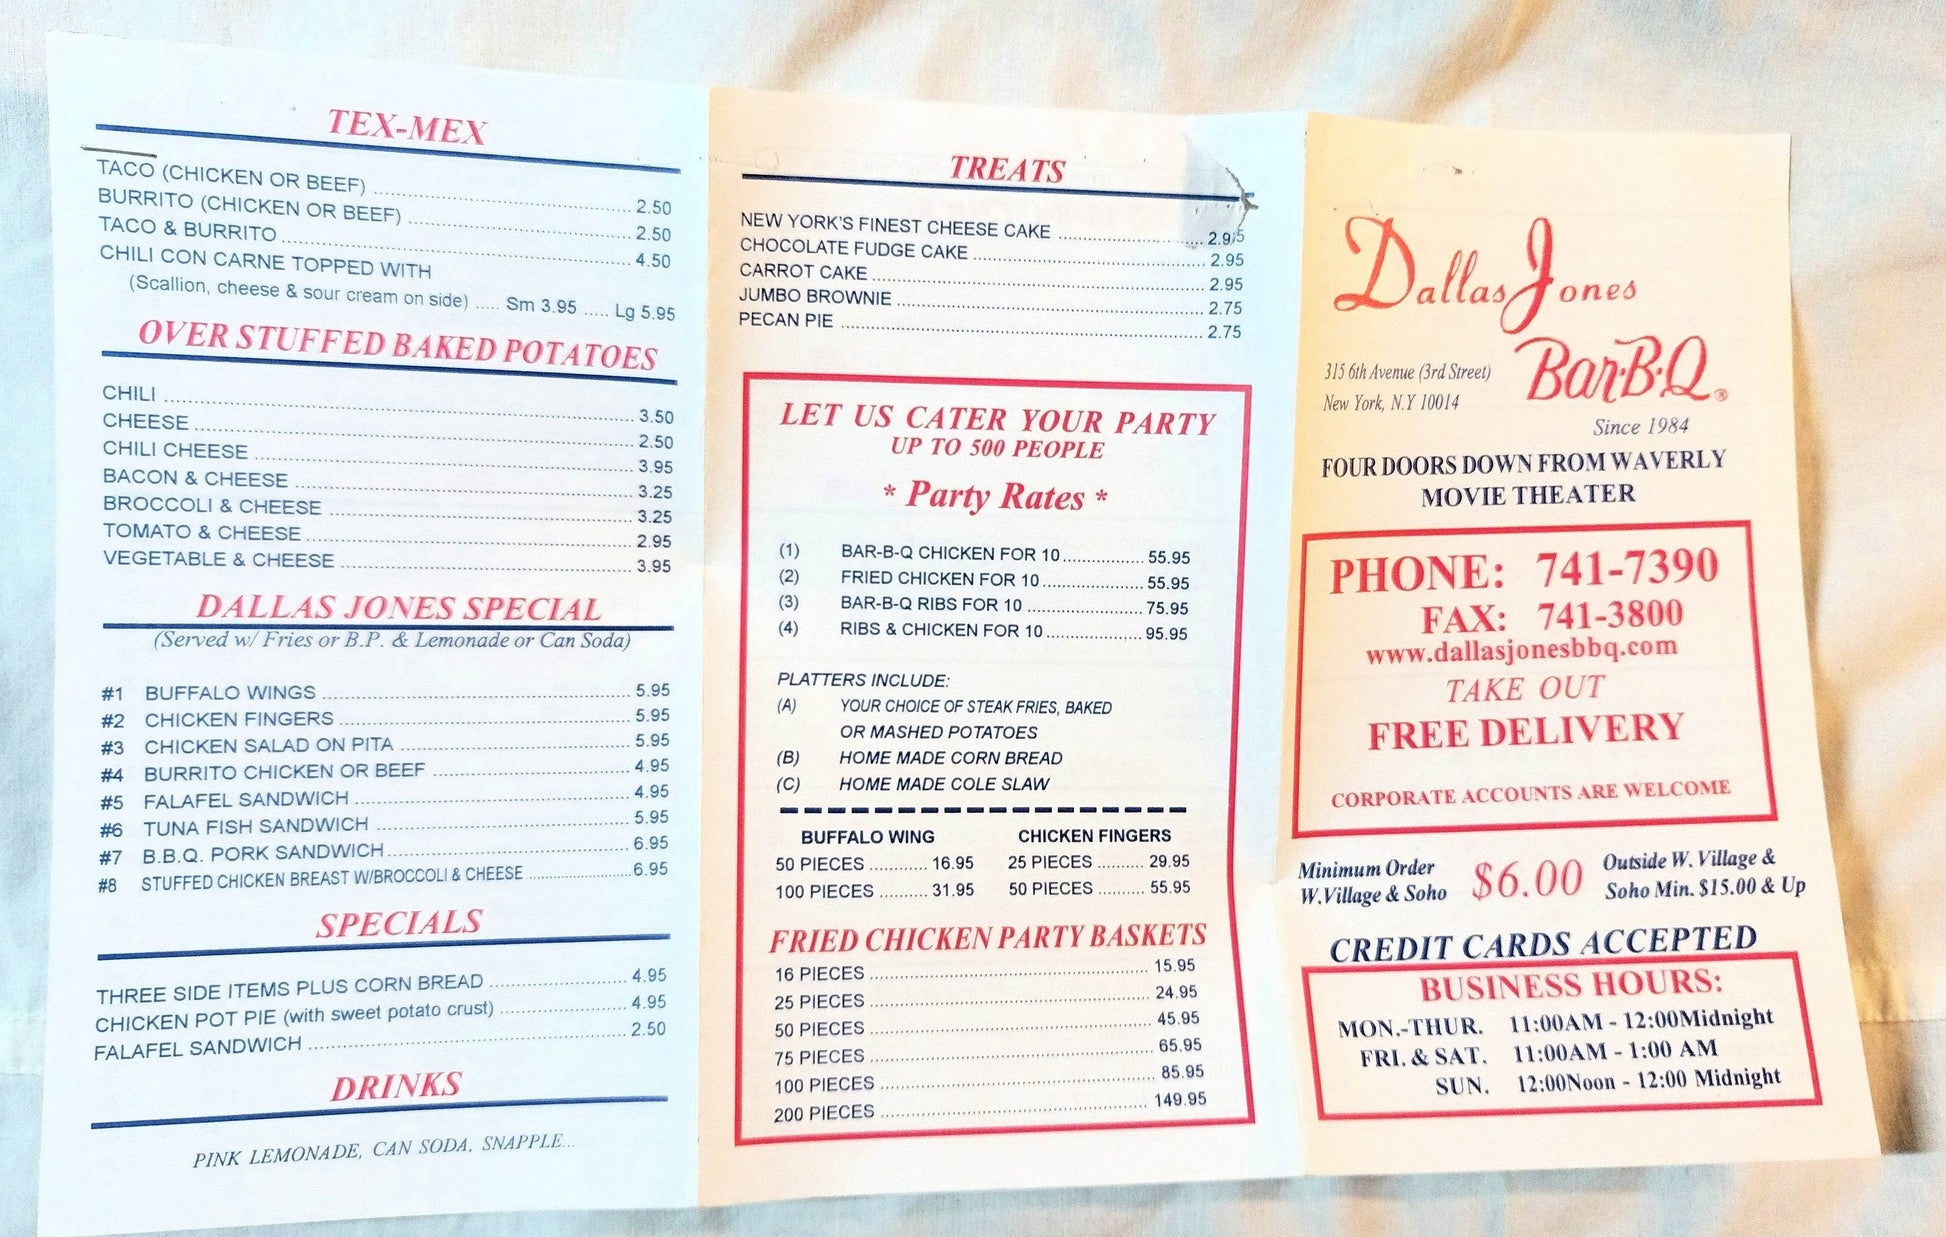 TEX-MEX
TACO (CHICKEN OR BEEF) 2.50
BURRITO (CHICKEN OR BEEF) 2.50
TACO & BURRITO 4.50
CHILI CON CARNE TOPPED WITH
(Scallion, cheese & sour cream on side) ..... Sm 3.95 ..... Lg 5.95
OVER STUFFED BAKED POTATOES
CHILI 3.50
CHEESE 2.50
CHILI CHEESE 3.95
BACON & CHEESE 3.25
BROCCOLI & CHEESE 3.25
TOMATO & CHEESE 2.95
VEGETABLE & CHEESE 3.95
DALLAS JONES SPECIAL
(Served w/ Fries or B.P. & Lemonade or Can Soda)
#1 BUFFALO WINGS 5.95
#2 CHICKEN FINGERS 5.95
#3 CHICKEN SALAD ON PITA 5.95
#4 BURRITO CHICKEN OR BEEF 4.95
#5 FALAFEL SANDWICH 4.95
#6 TUNA FISH SANDWICH 5.95
#7 B.B.Q. PORK SANDWICH 6.95
#8 STUFFED CHICKEN BREAST W/BROCCOLI & CHEESE 6.95
SPECIALS
THREE SIDE ITEMS PLUS CORN BREAD 4.95
CHICKEN POT PIE (with sweet potato crust) 4.95
FALAFEL SANDWICH 2.50
DRINKS
PINK LEMONADE, CAN SODA, SNAPPLE...
TREATS
NEW YORK'S FINEST CHEESE CAKE 2.95
CHOCOLATE FUDGE CAKE 2.95
CARROT CAKE 2.95
JUMBO BROWNIE 2.75
PECAN PIE 2.75
LET US CATER YOUR PARTY
UP TO 500 PEOPLE
* Party Rates *
(1) BAR-B-Q CHICKEN FOR 10 55.95
(2) FRIED CHICKEN FOR 10 55.95
(3) BAR-B-Q RIBS FOR 10 75.95
(4) RIBS & CHICKEN FOR 10 95.95
PLATTERS INCLUDE:
(A) YOUR CHOICE OF STEAK FRIES, BAKED
OR MASHED POTATOES
(B) HOME MADE CORN BREAD
(C) HOME MADE COLE SLAW
BUFFALO WING CHICKEN FINGERS
50 PIECES 16.95 25 PIECES 29.95
100 PIECES 31.95 50 PIECES 55.95
FRIED CHICKEN PARTY BASKETS
16 PIECES 15.95
25 PIECES 24.95
50 PIECES 45.95
75 PIECES 65.95
100 PIECES 85.95
200 PIECES 149.95
Dallas Jones
Bar·B·Q®
315 6th Avenue (3rd Street)
New York, N.Y 10014
Since 1984
FOUR DOORS DOWN FROM WAVERLY
MOVIE THEATER
PHONE: 741-7390
FAX: 741-3800
www.dallasjonesbbq.com
TAKE OUT
FREE DELIVERY
CORPORATE ACCOUNTS ARE WELCOME
Minimum Order
W.Village & Soho
$6.00
Outside W. Village &
Soho Min. $15.00 & Up
CREDIT CARDS ACCEPTED
BUSINESS HOURS:
MON.-THUR. 11:00AM - 12:00Midnight
FRI. & SAT. 11:00AM - 1:00 AM
SUN. 12:00Noon - 12:00 Midnight